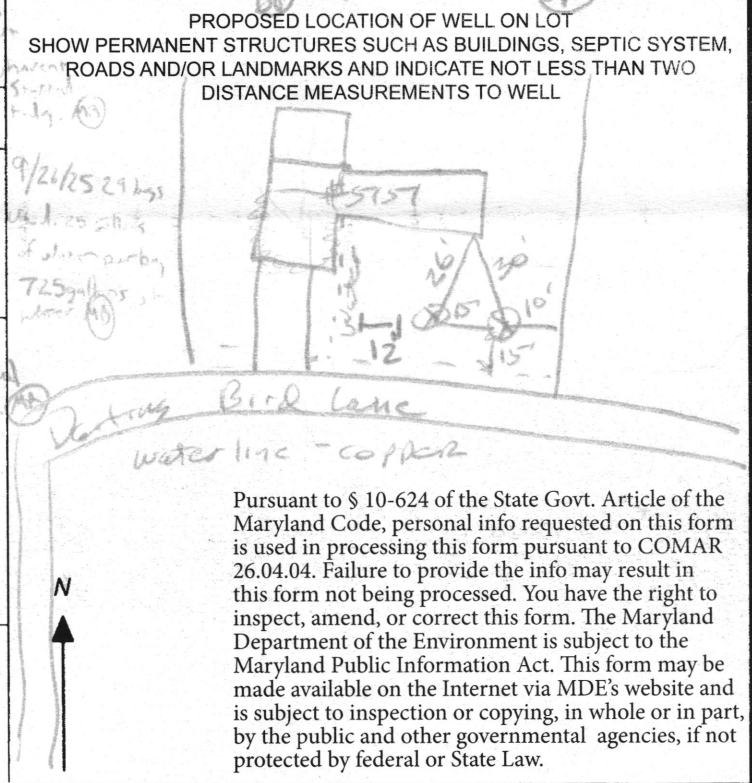 PROPOSED LOCATION OF WELL ON LOT
SHOW PERMANENT STRUCTURES SUCH AS BUILDINGS, SEPTIC SYSTEM,
ROADS AND/OR LANDMARKS AND INDICATE NOT LESS THAN TWO
DISTANCE MEASUREMENTS TO WELL
9/26/25 29 bgs
725 gallons
#5757
26'
30'
15'
10'
12
15'
Darting Bird Lane
water line - copper
N
Pursuant to § 10-624 of the State Govt. Article of the
Maryland Code, personal info requested on this form
is used in processing this form pursuant to COMAR
26.04.04. Failure to provide the info may result in
this form not being processed. You have the right to
inspect, amend, or correct this form. The Maryland
Department of the Environment is subject to the
Maryland Public Information Act. This form may be
made available on the Internet via MDE's website and
is subject to inspection or copying, in whole or in part,
by the public and other governmental agencies, if not
protected by federal or State Law.